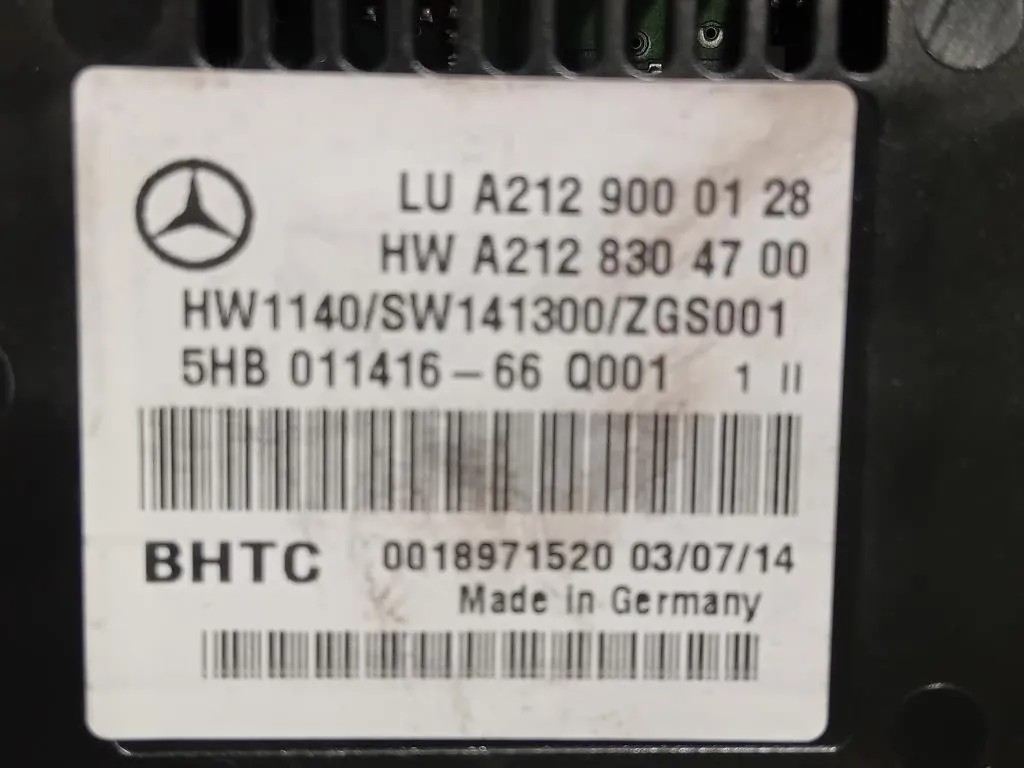 LU A212 900 01 28
HW A212 830 47 00
HW1140/SW141300/ZGS001
5HB 011416-66 Q001 1 II
BHTC 0018971520 03/07/14
Made in Germany